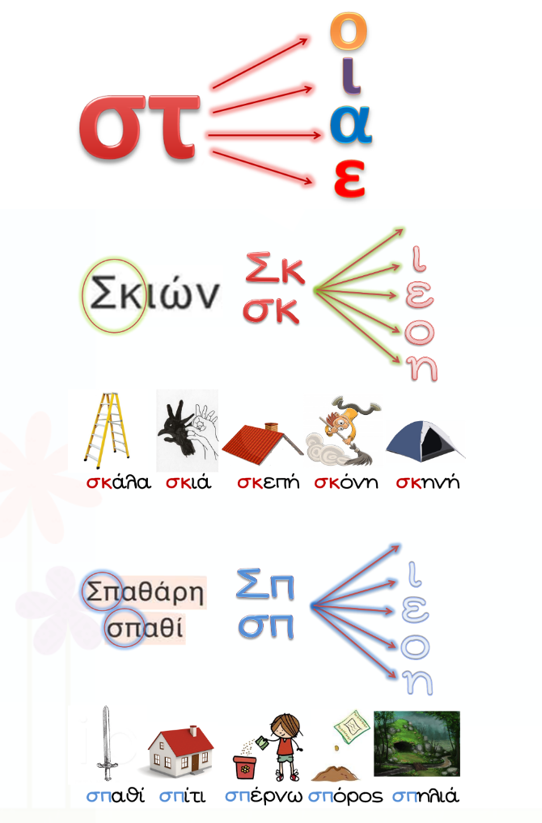 στ
ο
ι
α
ε
Σκιών
Σκ
σκ
ι
ε
ο
η
σκάλα σκιά σκεπή σκόνη σκηνή
Σπαθάρη
σπαθί
Σπ
σπ
ι
ε
ο
η
σπαθί σπίτι σπέρνω σπόρος σπηλιά